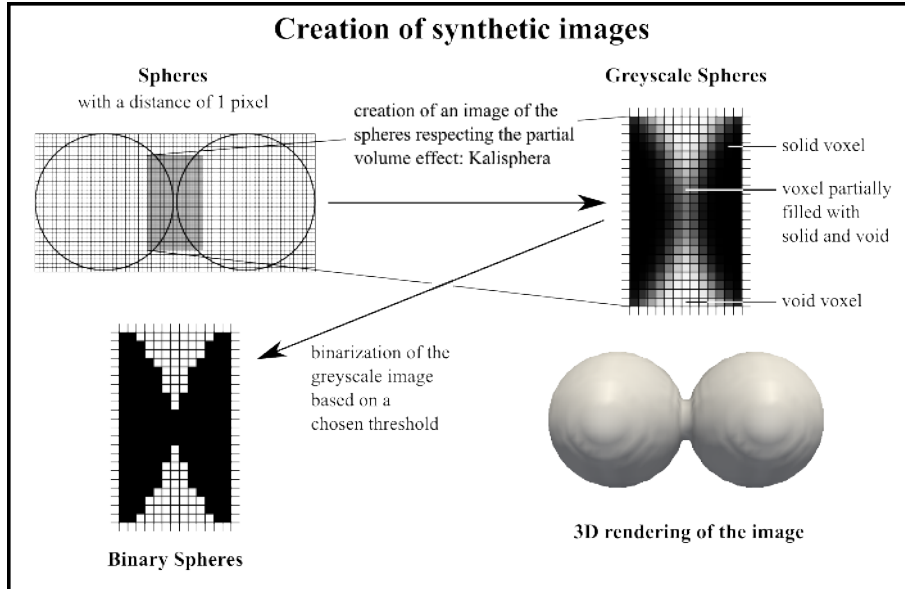 Creation of synthetic images
Spheres
with a distance of 1 pixel
creation of an image of the
spheres respecting the partial
volume effect: Kalisphera
Greyscale Spheres
solid voxel
voxel partially
filled with
solid and void
void voxel
binarization of the
greyscale image
based on a
chosen threshold
Binary Spheres
3D rendering of the image